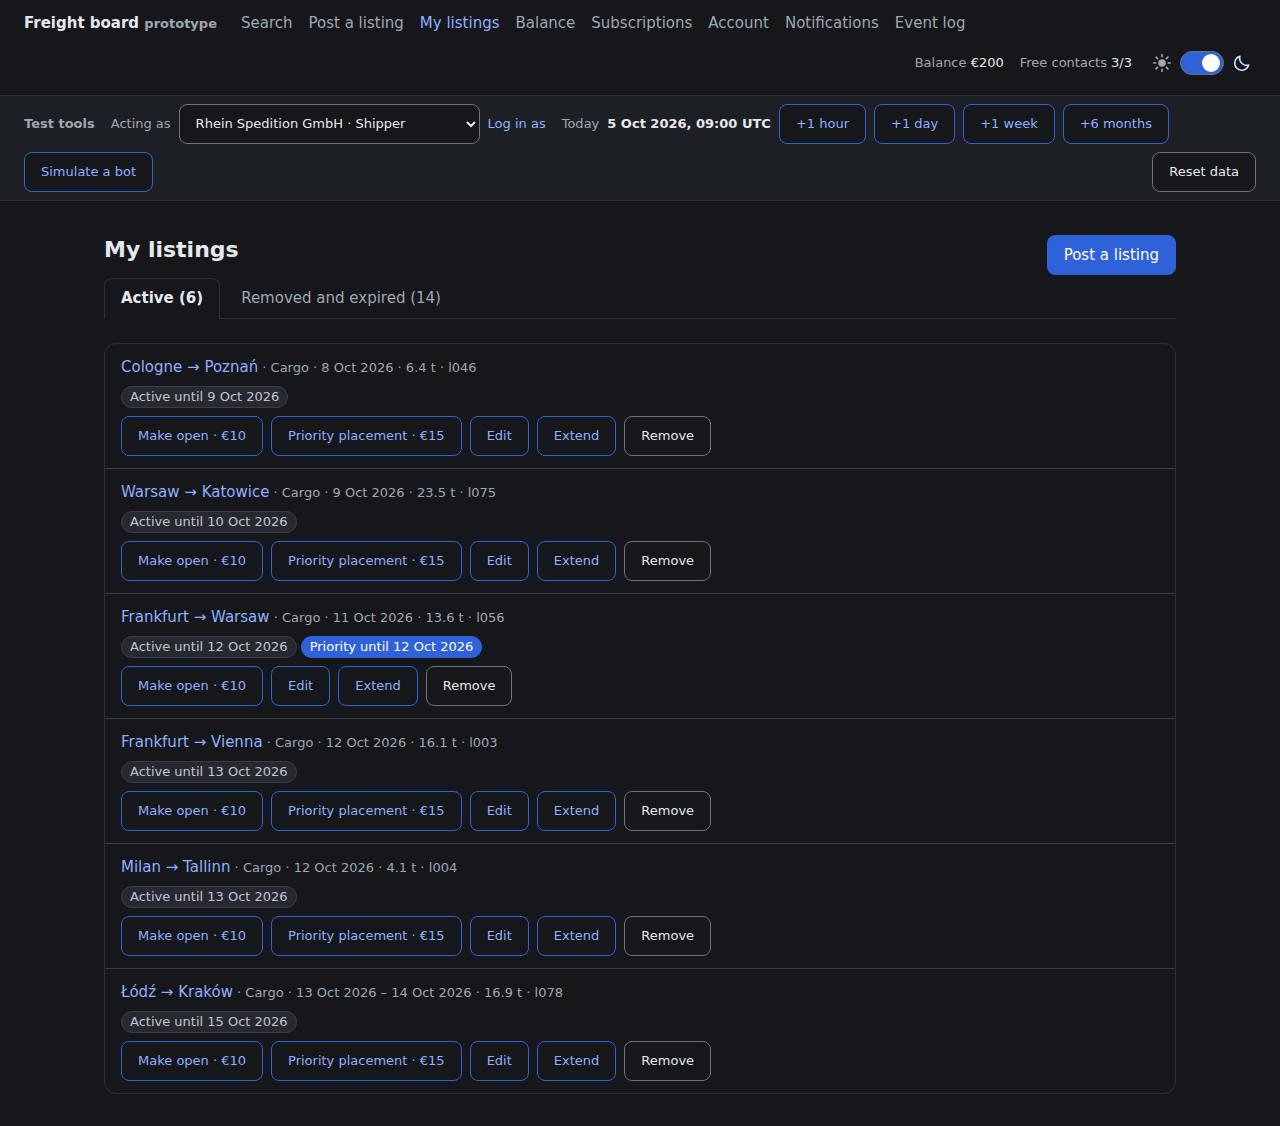 Freight board prototype Search Post a listing My listings Balance Subscriptions Account Notifications Event log
Balance €200 Free contacts 3/3
Test tools Acting as Rhein Spedition GmbH · Shipper Log in as Today 5 Oct 2026, 09:00 UTC +1 hour +1 day +1 week +6 months
Simulate a bot Reset data
My listings Post a listing
Active (6) Removed and expired (14)
Cologne → Poznań · Cargo · 8 Oct 2026 · 6.4 t · l046
Active until 9 Oct 2026
Make open · €10 Priority placement · €15 Edit Extend Remove
Warsaw → Katowice · Cargo · 9 Oct 2026 · 23.5 t · l075
Active until 10 Oct 2026
Make open · €10 Priority placement · €15 Edit Extend Remove
Frankfurt → Warsaw · Cargo · 11 Oct 2026 · 13.6 t · l056
Active until 12 Oct 2026 Priority until 12 Oct 2026
Make open · €10 Edit Extend Remove
Frankfurt → Vienna · Cargo · 12 Oct 2026 · 16.1 t · l003
Active until 13 Oct 2026
Make open · €10 Priority placement · €15 Edit Extend Remove
Milan → Tallinn · Cargo · 12 Oct 2026 · 4.1 t · l004
Active until 13 Oct 2026
Make open · €10 Priority placement · €15 Edit Extend Remove
Łódź → Kraków · Cargo · 13 Oct 2026 – 14 Oct 2026 · 16.9 t · l078
Active until 15 Oct 2026
Make open · €10 Priority placement · €15 Edit Extend Remove